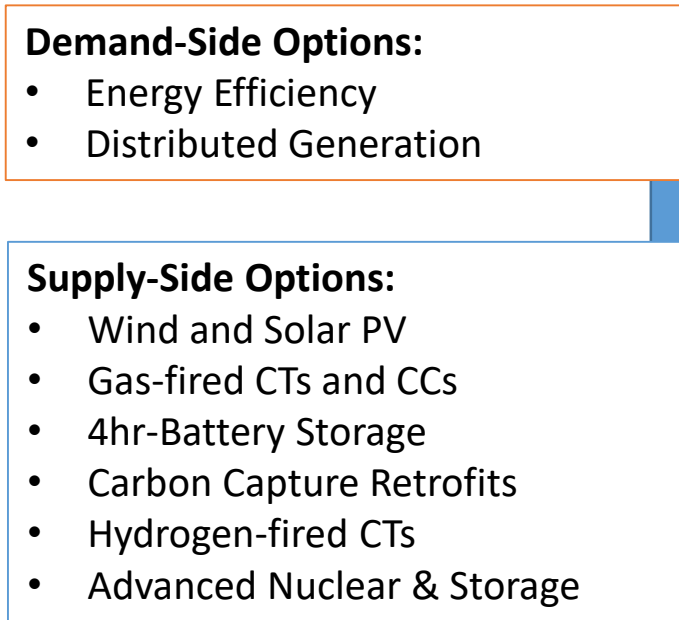 Demand-Side Options:
• Energy Efficiency
• Distributed Generation
Supply-Side Options:
• Wind and Solar PV
• Gas-fired CTs and CCs
• 4hr-Battery Storage
• Carbon Capture Retrofits
• Hydrogen-fired CTs
• Advanced Nuclear & Storage